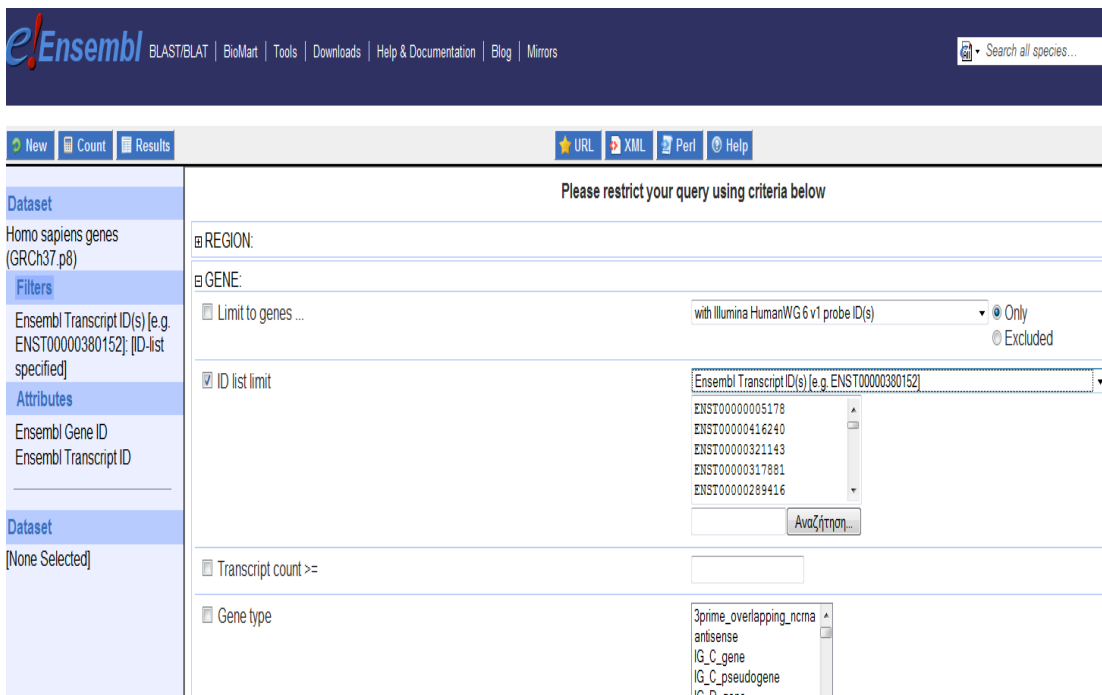 e!Ensembl BLAST/BLAT | BioMart | Tools | Downloads | Help & Documentation | Blog | Mirrors
Search all species...
New Count Results
URL XML Perl Help
Dataset
Homo sapiens genes
(GRCh37.p8)
Filters
Ensembl Transcript ID(s) [e.g.
ENST00000380152]: [ID-list
specified]
Attributes
Ensembl Gene ID
Ensembl Transcript ID
Dataset
[None Selected]
Please restrict your query using criteria below
REGION:
GENE:
Limit to genes ...
with Illumina HumanWG 6 v1 probe ID(s)
Only
Excluded
ID list limit
Ensembl Transcript ID(s) [e.g. ENST00000380152]
ENST00000005178
ENST00000416240
ENST00000321143
ENST00000317881
ENST00000289416
Αναζήτηση...
Transcript count >=
Gene type
3prime_overlapping_ncrna
antisense
IG_C_gene
IG_C_pseudogene